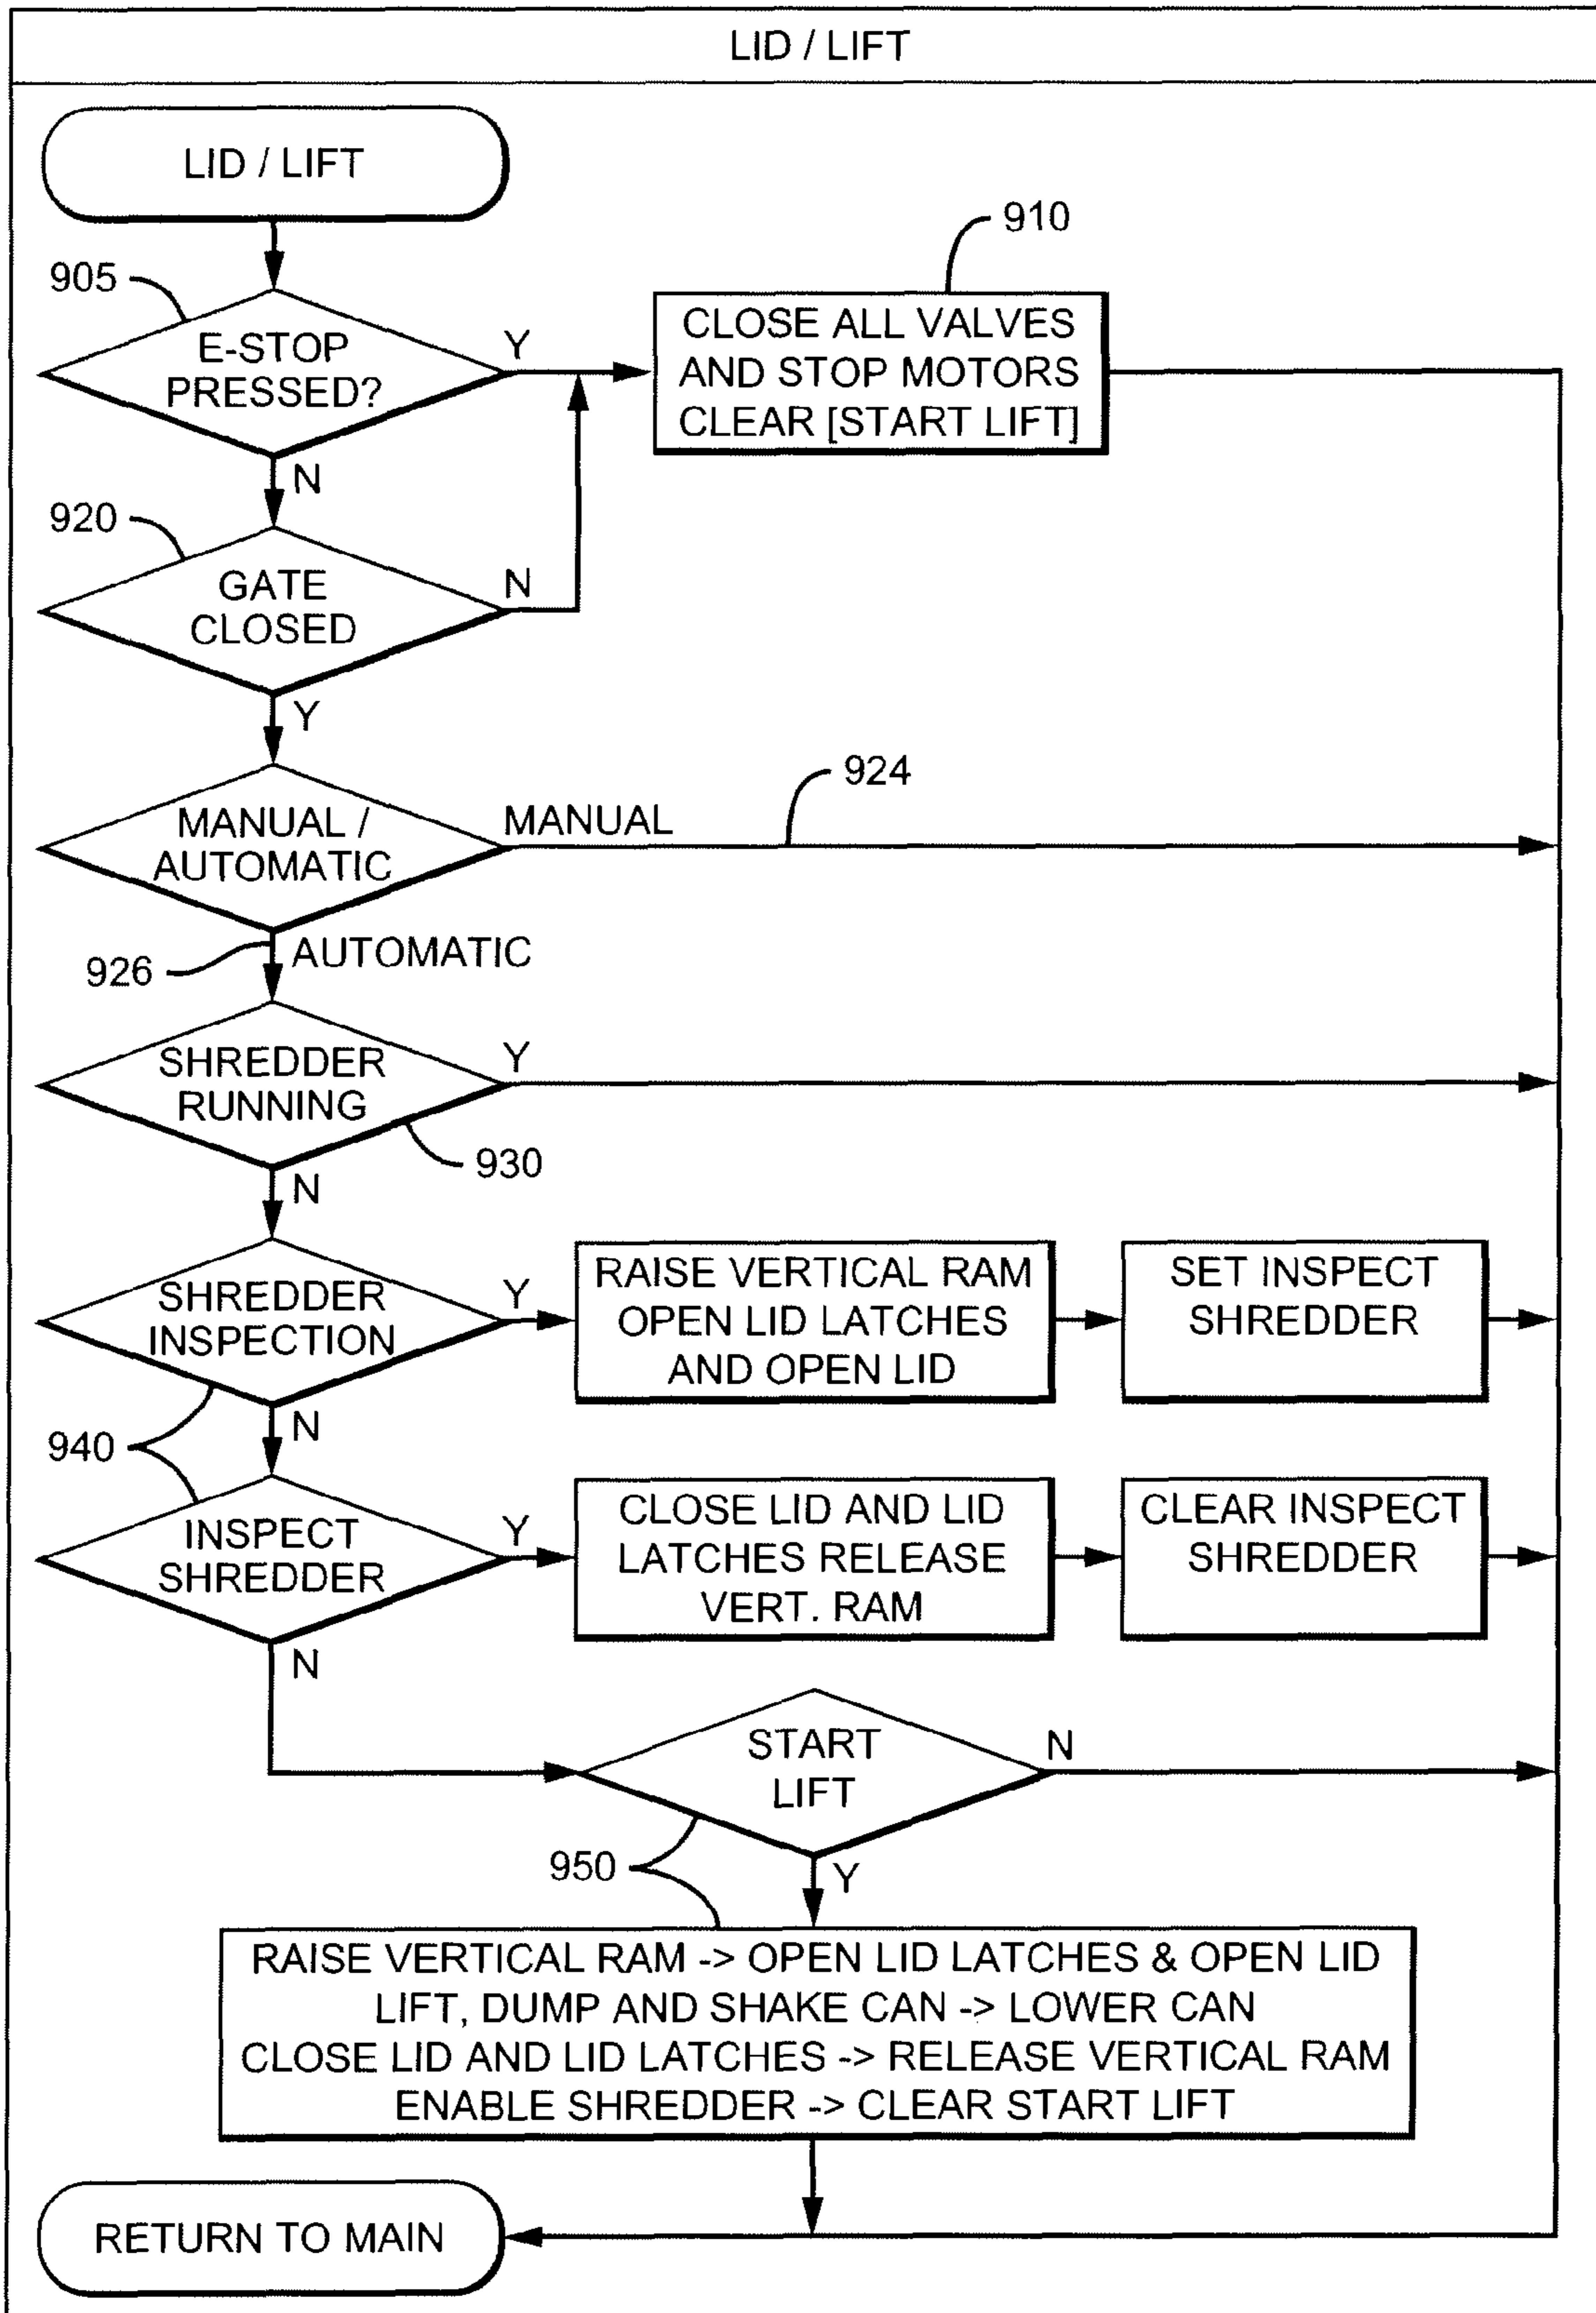 LID / LIFT
LID / LIFT
910
905
E-STOP
PRESSED?
Y
CLOSE ALL VALVES
AND STOP MOTORS
CLEAR [START LIFT]
N
920
GATE
CLOSED
N
Y
924
MANUAL /
AUTOMATIC
MANUAL
926
AUTOMATIC
SHREDDER
RUNNING
Y
930
N
SHREDDER
INSPECTION
Y
RAISE VERTICAL RAM
OPEN LID LATCHES
AND OPEN LID
SET INSPECT
SHREDDER
N
940
INSPECT
SHREDDER
Y
CLOSE LID AND LID
LATCHES RELEASE
VERT. RAM
CLEAR INSPECT
SHREDDER
N
START
LIFT
N
950
Y
RAISE VERTICAL RAM -> OPEN LID LATCHES & OPEN LID
LIFT, DUMP AND SHAKE CAN -> LOWER CAN
CLOSE LID AND LID LATCHES -> RELEASE VERTICAL RAM
ENABLE SHREDDER -> CLEAR START LIFT
RETURN TO MAIN